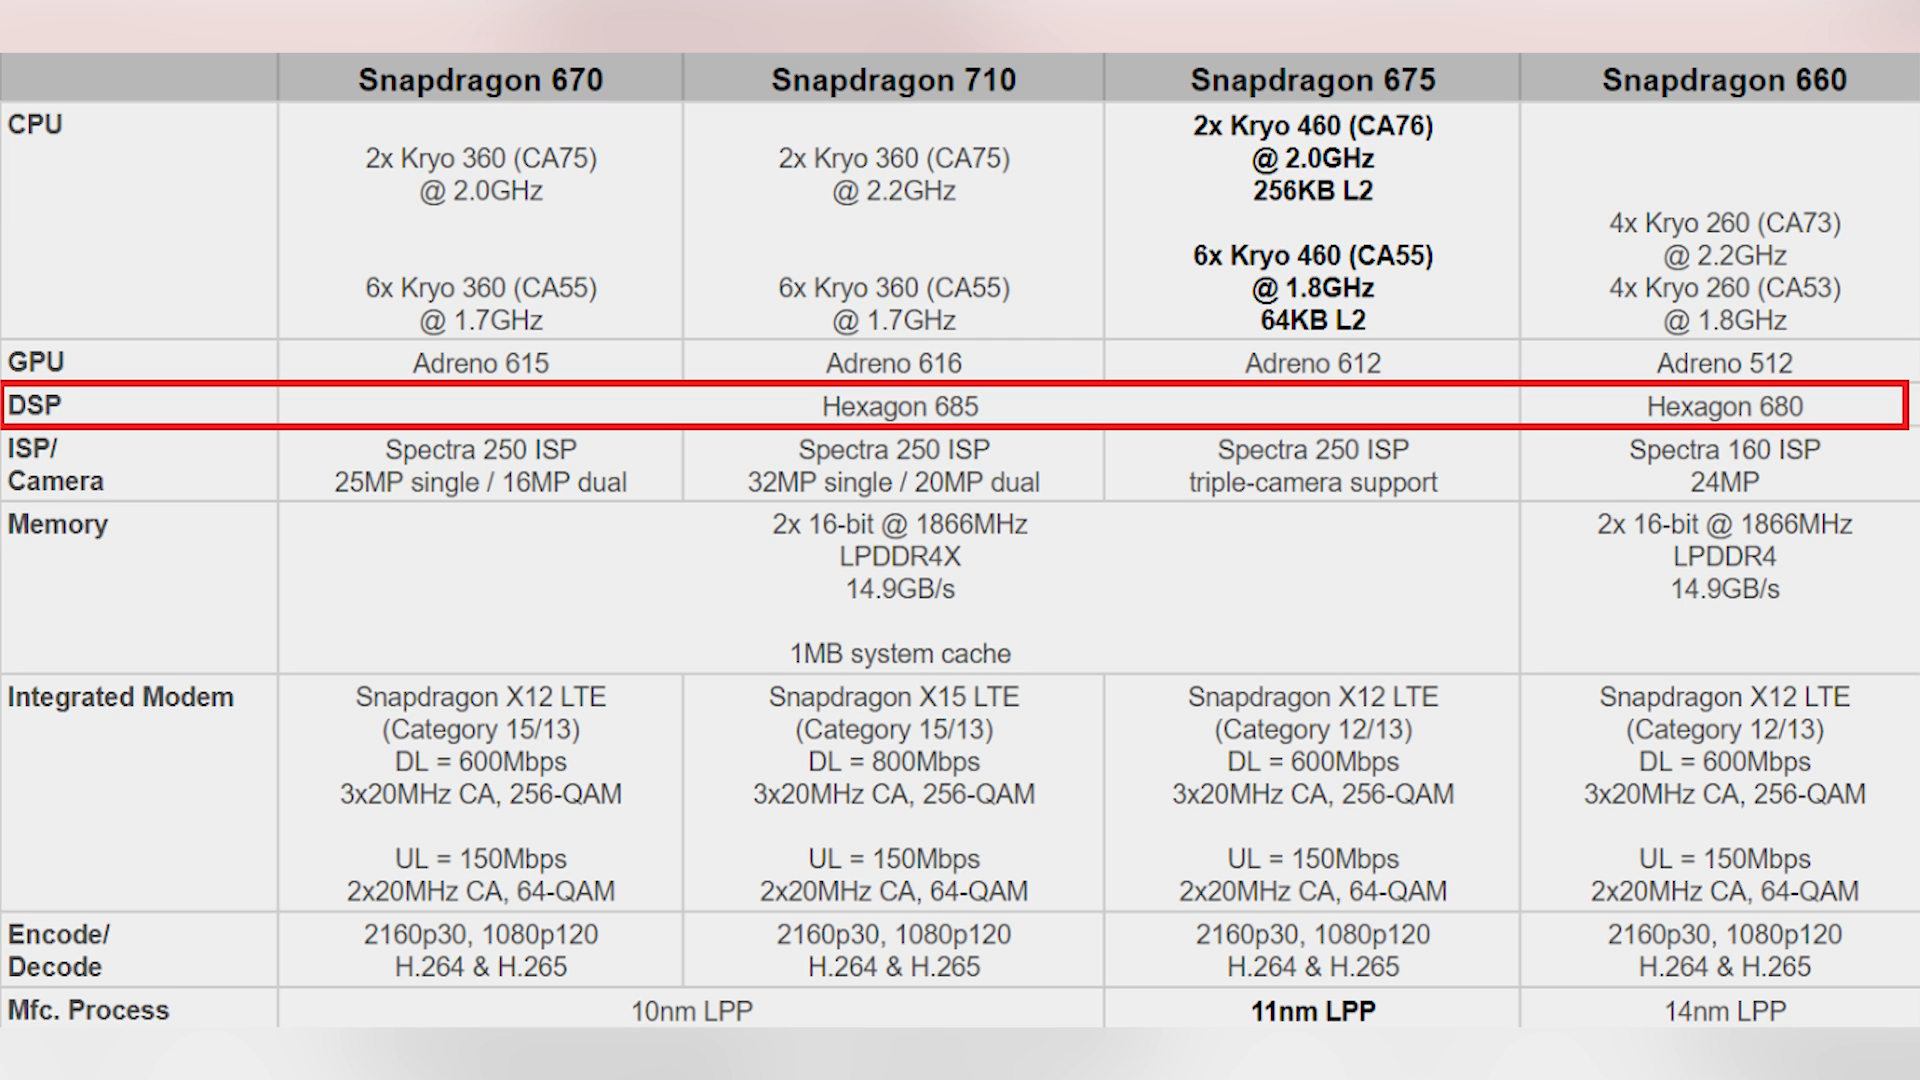 Snapdragon 670 Snapdragon 710 Snapdragon 675 Snapdragon 660
CPU
2x Kryo 360 (CA75)
@ 2.0GHz
6x Kryo 360 (CA55)
@ 1.7GHz
2x Kryo 360 (CA75)
@ 2.2GHz
6x Kryo 360 (CA55)
@ 1.7GHz
2x Kryo 460 (CA76)
@ 2.0GHz
256KB L2
6x Kryo 460 (CA55)
@ 1.8GHz
64KB L2
4x Kryo 260 (CA73)
@ 2.2GHz
4x Kryo 260 (CA53)
@ 1.8GHz
GPU Adreno 615 Adreno 616 Adreno 612 Adreno 512
DSP Hexagon 685 Hexagon 680
ISP/
Camera
Spectra 250 ISP
25MP single / 16MP dual
Spectra 250 ISP
32MP single / 20MP dual
Spectra 250 ISP
triple-camera support
Spectra 160 ISP
24MP
Memory
2x 16-bit @ 1866MHz
LPDDR4X
14.9GB/s
1MB system cache
2x 16-bit @ 1866MHz
LPDDR4
14.9GB/s
Integrated Modem
Snapdragon X12 LTE
(Category 15/13)
DL = 600Mbps
3x20MHz CA, 256-QAM
UL = 150Mbps
2x20MHz CA, 64-QAM
Snapdragon X15 LTE
(Category 15/13)
DL = 800Mbps
3x20MHz CA, 256-QAM
UL = 150Mbps
2x20MHz CA, 64-QAM
Snapdragon X12 LTE
(Category 12/13)
DL = 600Mbps
3x20MHz CA, 256-QAM
UL = 150Mbps
2x20MHz CA, 64-QAM
Snapdragon X12 LTE
(Category 12/13)
DL = 600Mbps
3x20MHz CA, 256-QAM
UL = 150Mbps
2x20MHz CA, 64-QAM
Encode/
Decode
2160p30, 1080p120
H.264 & H.265
2160p30, 1080p120
H.264 & H.265
2160p30, 1080p120
H.264 & H.265
2160p30, 1080p120
H.264 & H.265
Mfc. Process 10nm LPP 11nm LPP 14nm LPP